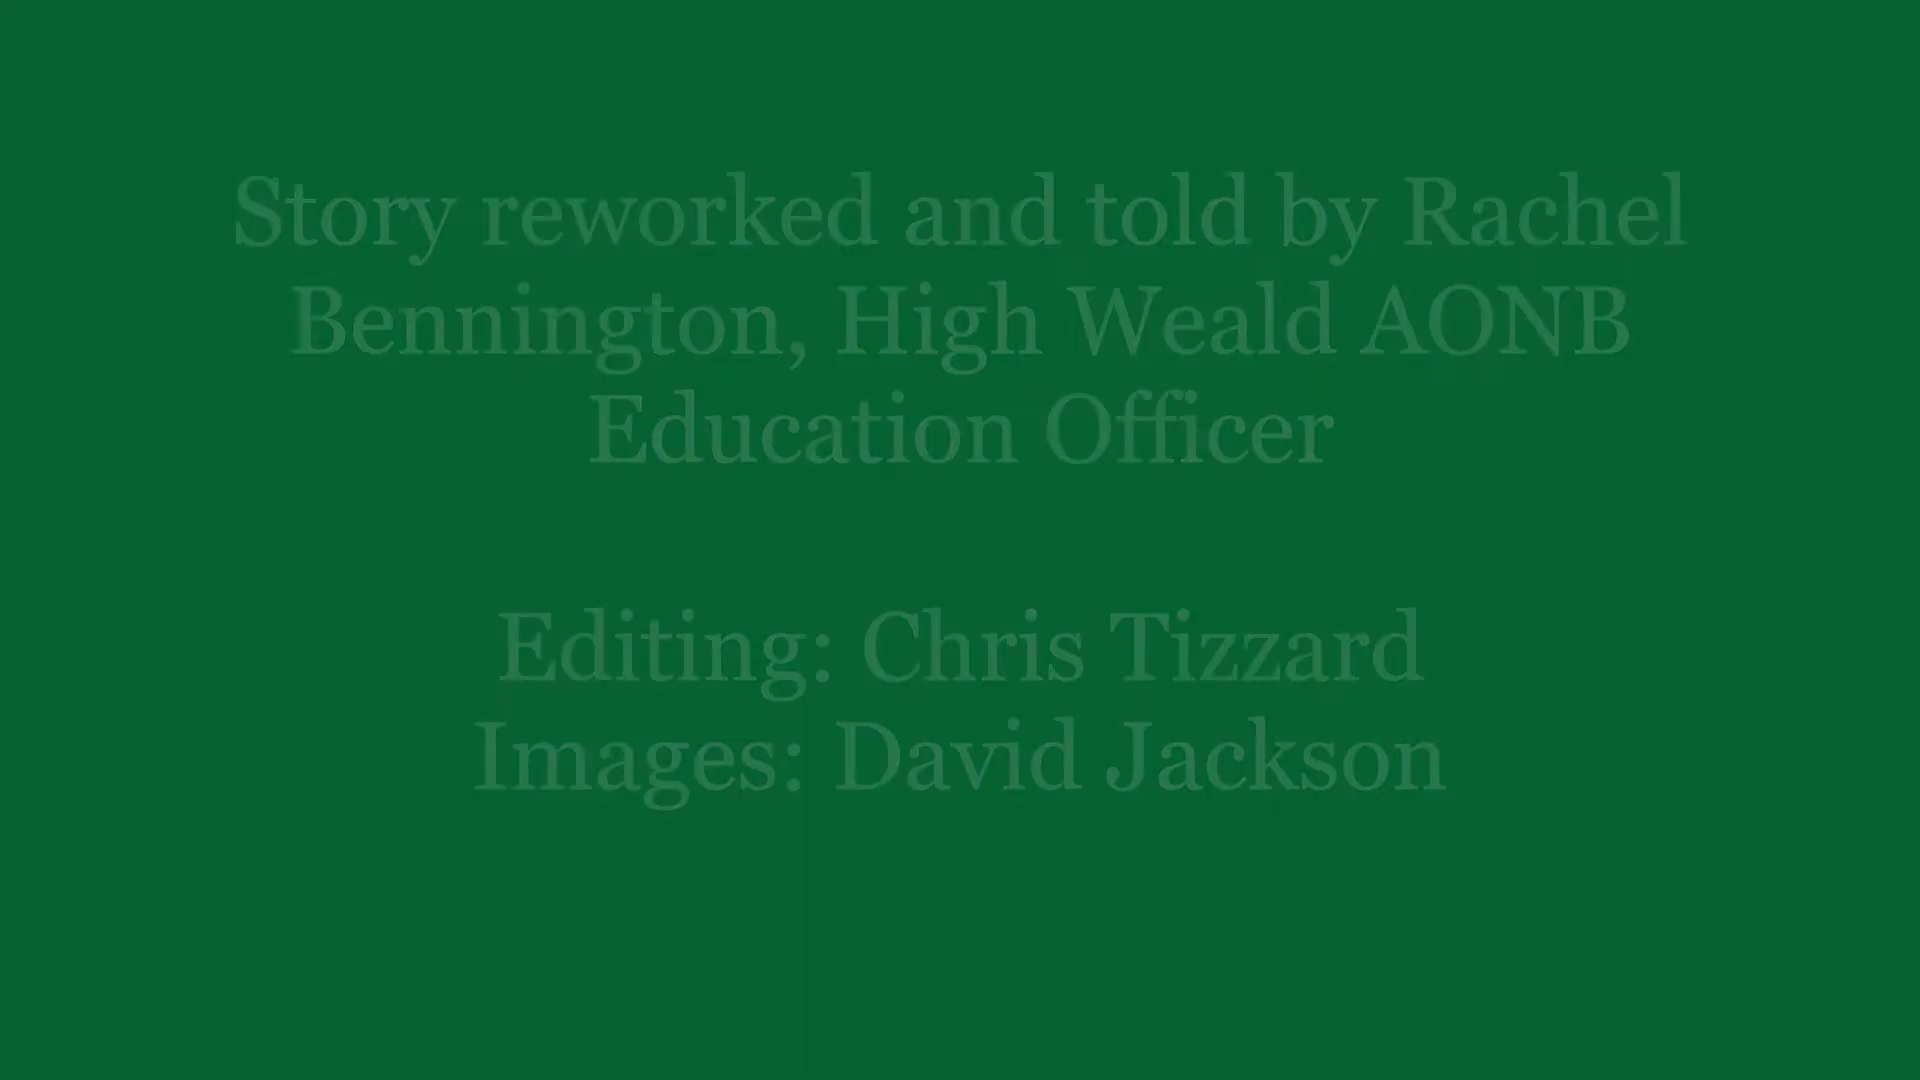 Story reworked and told by Rachel
Bennington, High Weald AONB
Education Officer
Editing: Chris Tizzard
Images: David Jackson